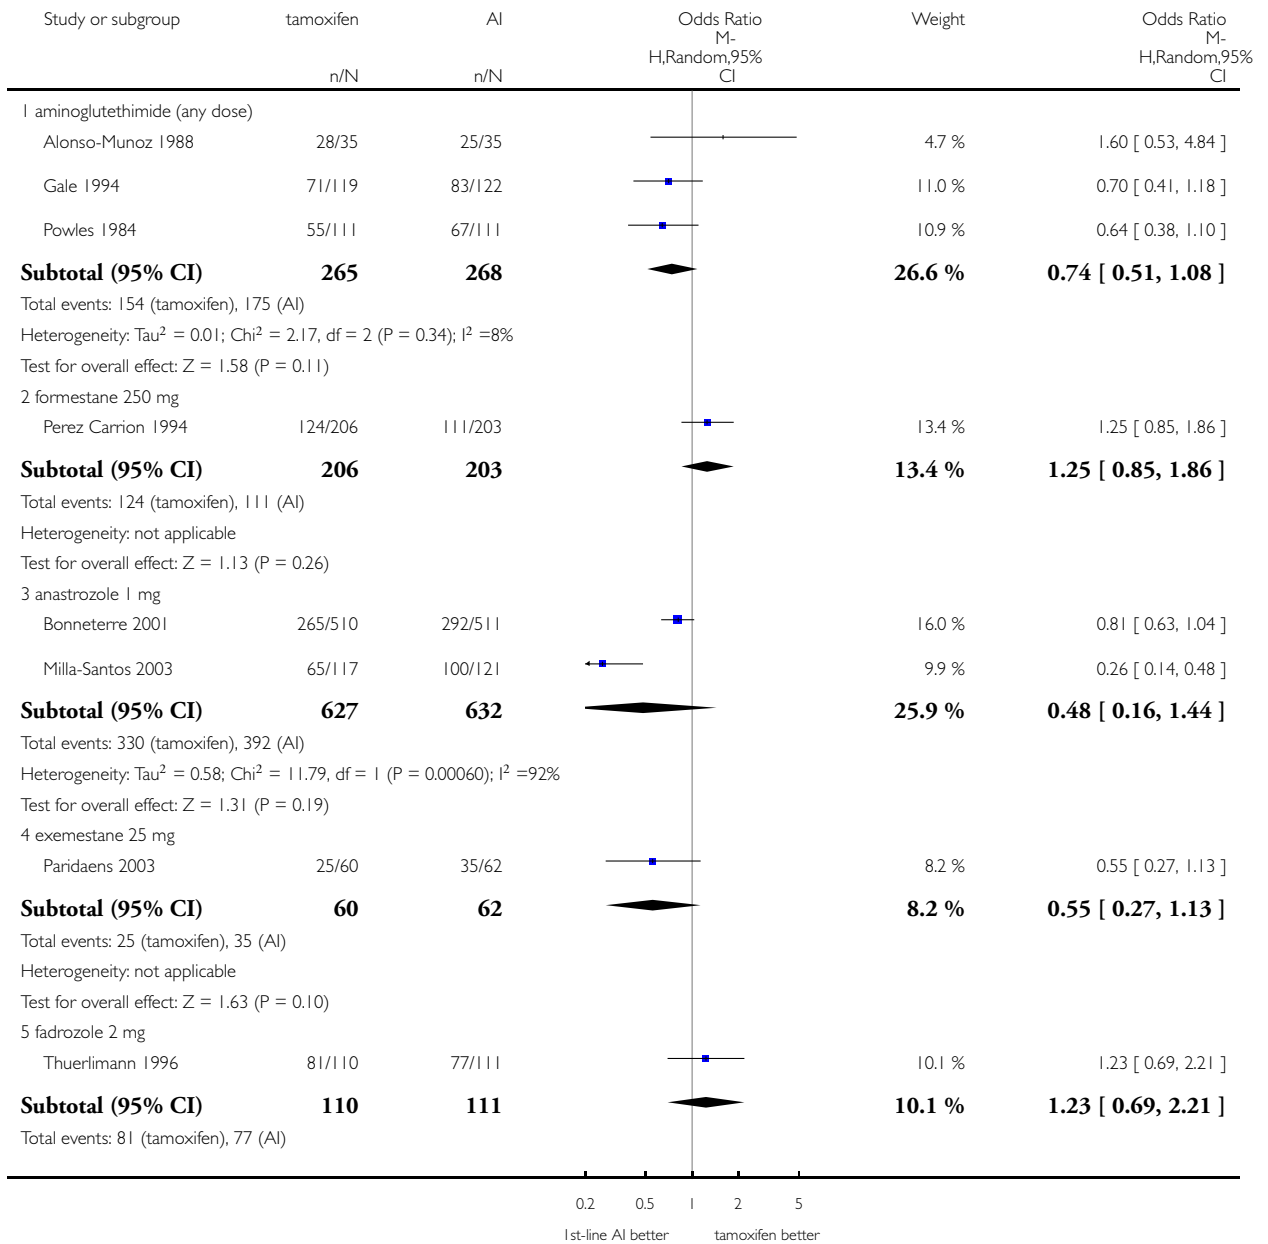 Study or subgroup tamoxifen AI Odds Ratio Weight Odds Ratio
M- M-
H,Random,95% H,Random,95%
n/N n/N CI CI
1 aminoglutethimide (any dose)
Alonso-Munoz 1988 28/35 25/35 4.7 % 1.60 [ 0.53, 4.84 ]
Gale 1994 71/119 83/122 11.0 % 0.70 [ 0.41, 1.18 ]
Powles 1984 55/111 67/111 10.9 % 0.64 [ 0.38, 1.10 ]
Subtotal (95% CI) 265 268 26.6 % 0.74 [ 0.51, 1.08 ]
Total events: 154 (tamoxifen), 175 (AI)
Heterogeneity: Tau² = 0.01; Chi² = 2.17, df = 2 (P = 0.34); I² =8%
Test for overall effect: Z = 1.58 (P = 0.11)
2 formestane 250 mg
Perez Carrion 1994 124/206 111/203 13.4 % 1.25 [ 0.85, 1.86 ]
Subtotal (95% CI) 206 203 13.4 % 1.25 [ 0.85, 1.86 ]
Total events: 124 (tamoxifen), 111 (AI)
Heterogeneity: not applicable
Test for overall effect: Z = 1.13 (P = 0.26)
3 anastrozole 1 mg
Bonneterre 2001 265/510 292/511 16.0 % 0.81 [ 0.63, 1.04 ]
Milla-Santos 2003 65/117 100/121 9.9 % 0.26 [ 0.14, 0.48 ]
Subtotal (95% CI) 627 632 25.9 % 0.48 [ 0.16, 1.44 ]
Total events: 330 (tamoxifen), 392 (AI)
Heterogeneity: Tau² = 0.58; Chi² = 11.79, df = 1 (P = 0.00060); I² =92%
Test for overall effect: Z = 1.31 (P = 0.19)
4 exemestane 25 mg
Paridaens 2003 25/60 35/62 8.2 % 0.55 [ 0.27, 1.13 ]
Subtotal (95% CI) 60 62 8.2 % 0.55 [ 0.27, 1.13 ]
Total events: 25 (tamoxifen), 35 (AI)
Heterogeneity: not applicable
Test for overall effect: Z = 1.63 (P = 0.10)
5 fadrozole 2 mg
Thuerlimann 1996 81/110 77/111 10.1 % 1.23 [ 0.69, 2.21 ]
Subtotal (95% CI) 110 111 10.1 % 1.23 [ 0.69, 2.21 ]
Total events: 81 (tamoxifen), 77 (AI)
0.2 0.5 1 2 5
1st-line AI better tamoxifen better